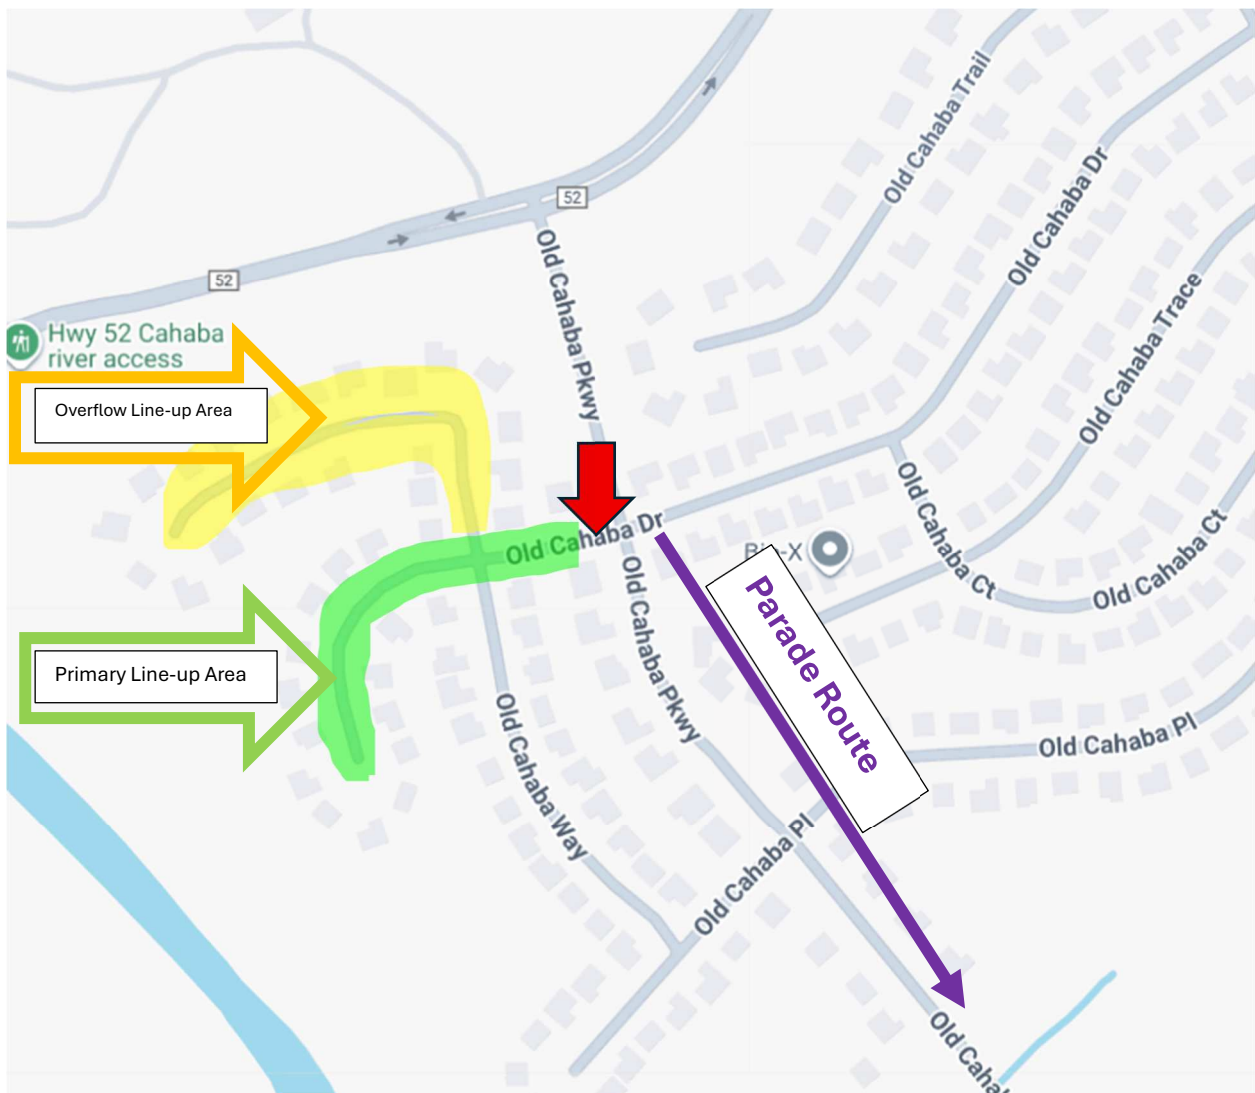 Old Cahaba Trail
Old Cahaba Dr
52
Old Cahaba Pkwy
52
Old Cahaba Trace
Hwy 52 Cahaba
river access
Overflow Line-up Area
Old Cahaba Ct
Old Cahaba Dr
Old Cahaba Ct
Parade Route
Old Cahaba Pkwy
Primary Line-up Area
Old Cahaba Way
Old Cahaba Pl
Old Cahaba Pl